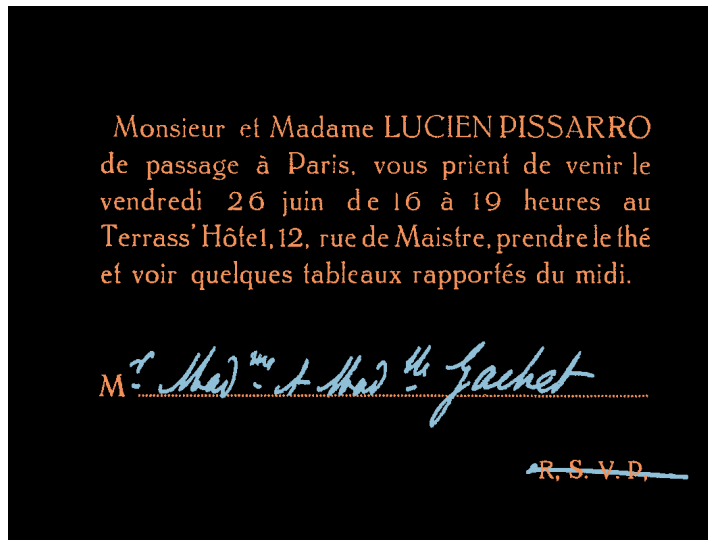 Monsieur et Madame LUCIEN PISSARRO
de passage à Paris, vous prient de venir le
vendredi 26 juin de 16 à 19 heures au
Terrass' Hôtel, 12, rue de Maistre, prendre le thé
et voir quelques tableaux rapportés du midi.
Mr Madme & Madlle Gachet
R. S. V. P.